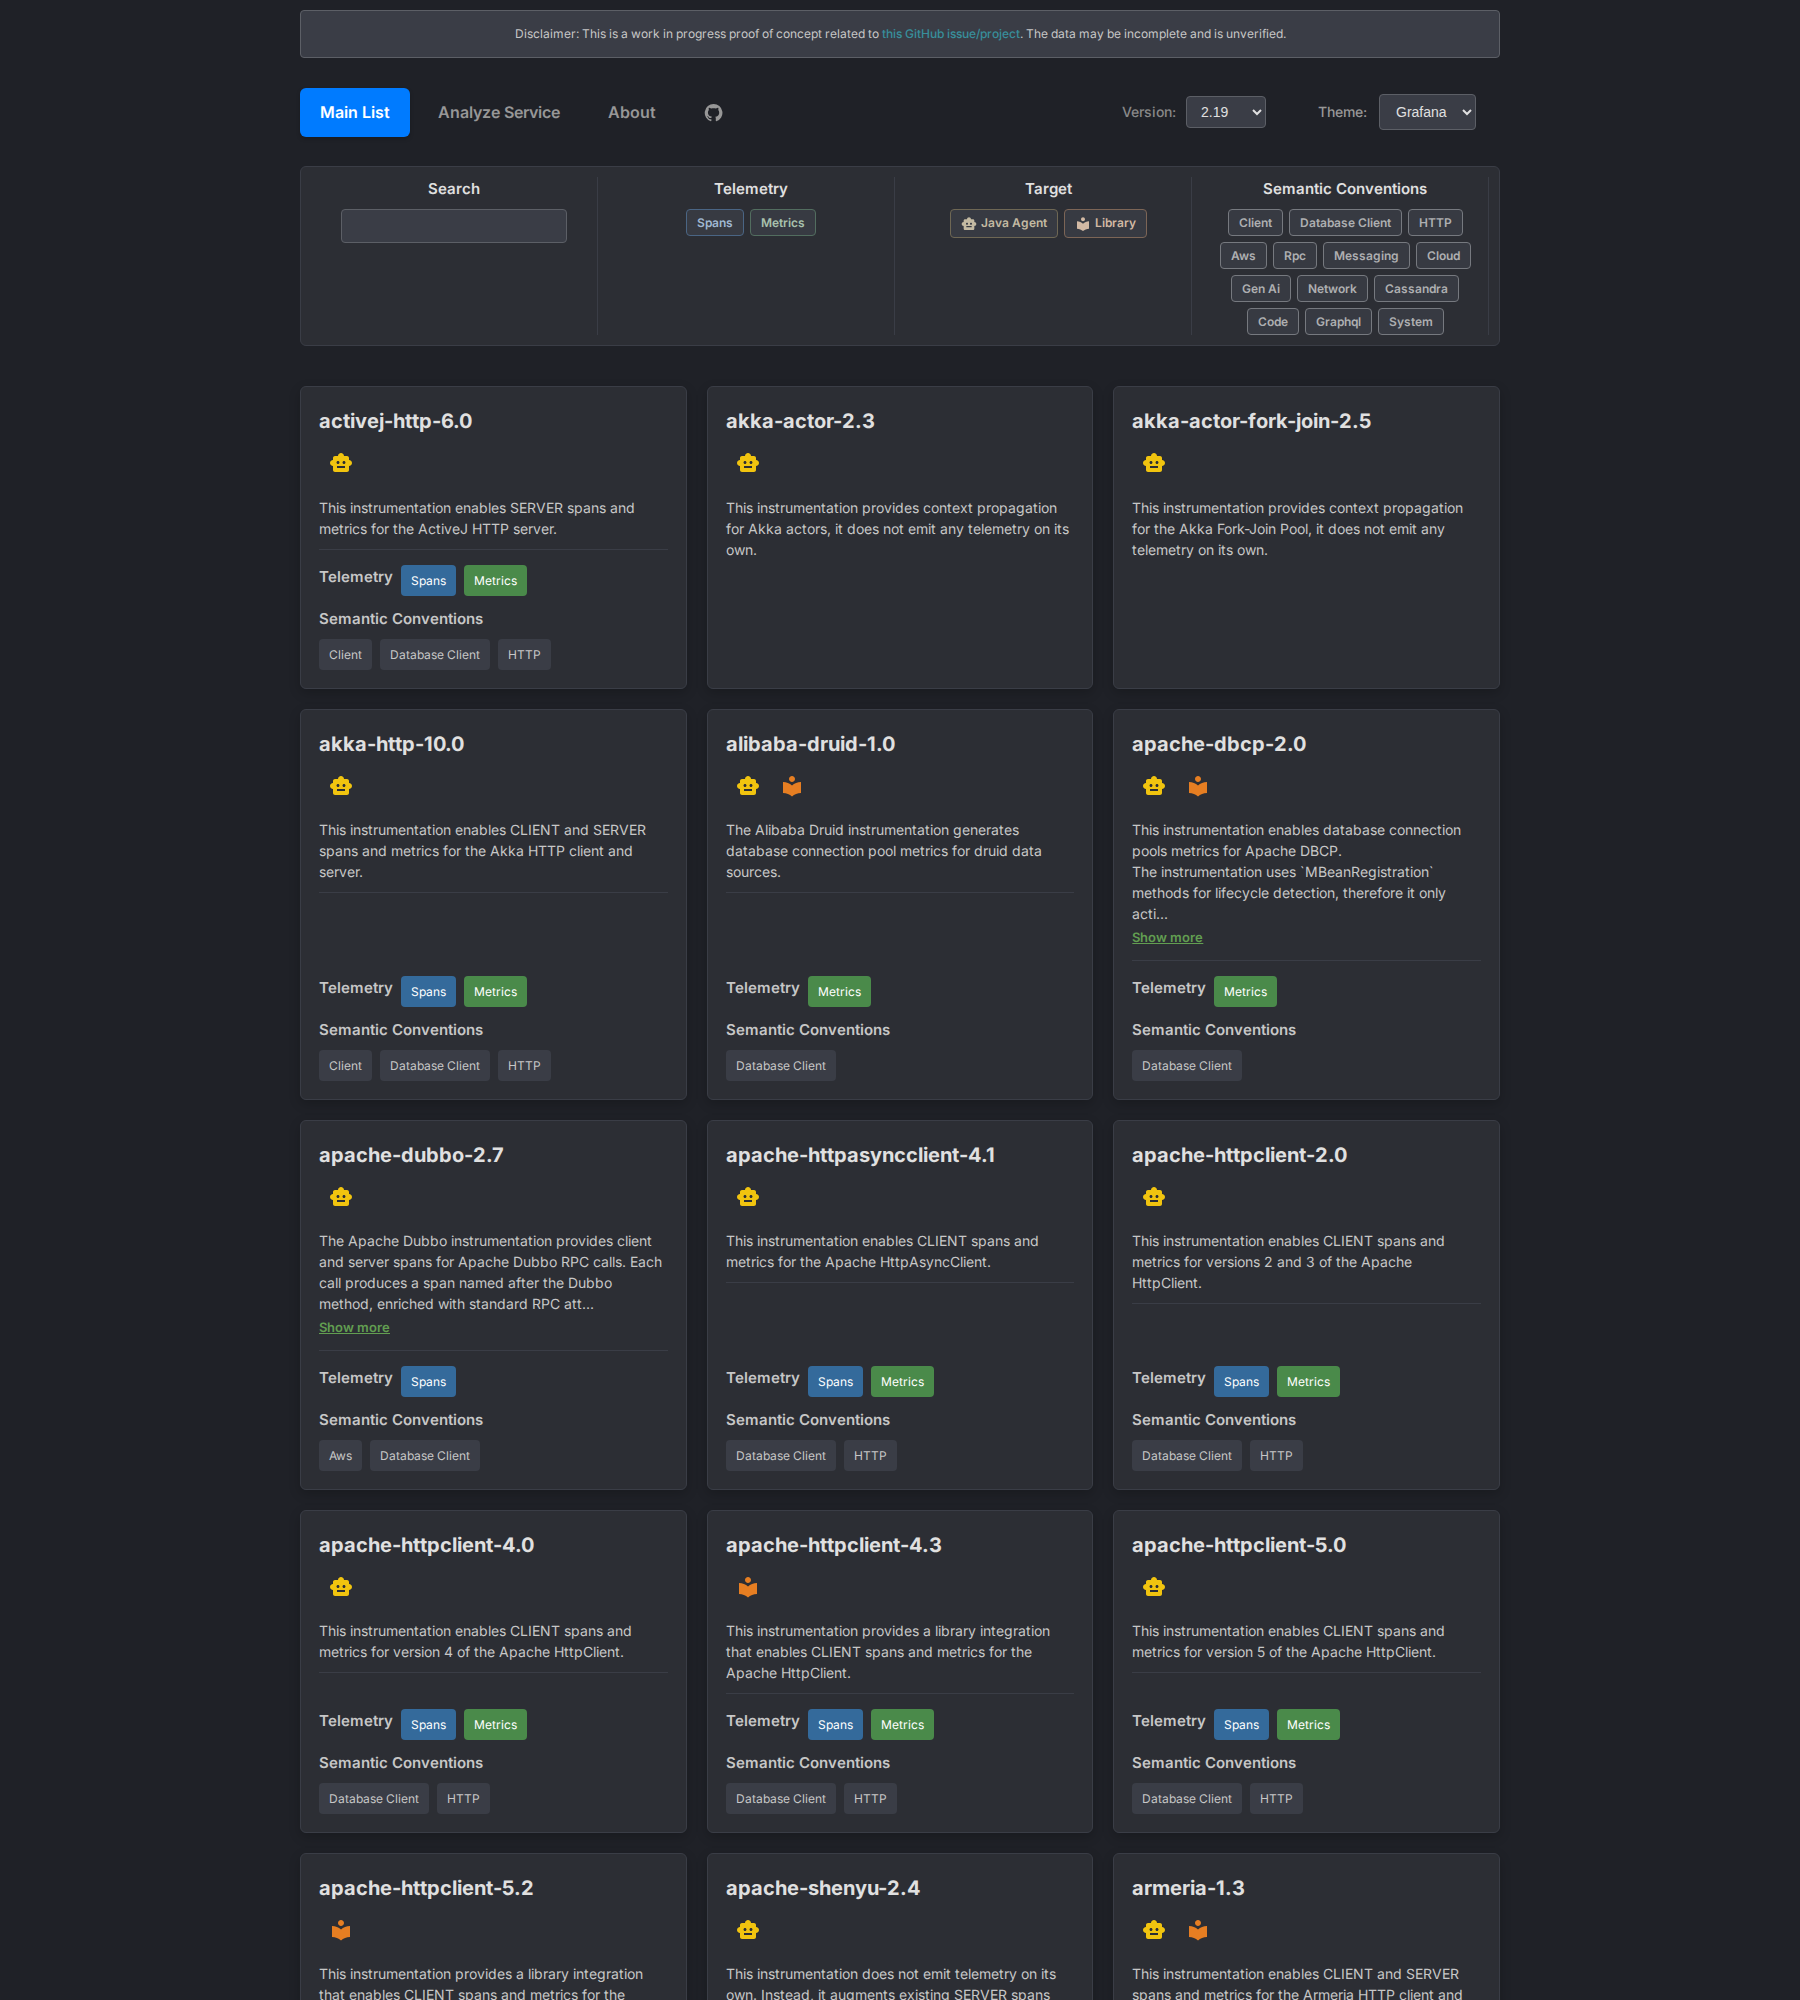 Disclaimer: This is a work in progress proof of concept related to this GitHub issue/project. The data may be incomplete and is unverified.
Main List
Analyze Service
About
Version:
2.19
Theme:
Grafana
Search
Telemetry
Spans
Metrics
Target
Java Agent
Library
Semantic Conventions
Client
Database Client
HTTP
Aws
Rpc
Messaging
Cloud
Gen Ai
Network
Cassandra
Code
Graphql
System
activej-http-6.0
This instrumentation enables SERVER spans and
metrics for the ActiveJ HTTP server.
Telemetry
Spans
Metrics
Semantic Conventions
Client
Database Client
HTTP
akka-actor-2.3
This instrumentation provides context propagation
for Akka actors, it does not emit any telemetry on its
own.
akka-actor-fork-join-2.5
This instrumentation provides context propagation
for the Akka Fork-Join Pool, it does not emit any
telemetry on its own.
akka-http-10.0
This instrumentation enables CLIENT and SERVER
spans and metrics for the Akka HTTP client and
server.
Telemetry
Spans
Metrics
Semantic Conventions
Client
Database Client
HTTP
alibaba-druid-1.0
The Alibaba Druid instrumentation generates
database connection pool metrics for druid data
sources.
Telemetry
Metrics
Semantic Conventions
Database Client
apache-dbcp-2.0
This instrumentation enables database connection
pools metrics for Apache DBCP.
The instrumentation uses `MBeanRegistration`
methods for lifecycle detection, therefore it only
acti...
Show more
Telemetry
Metrics
Semantic Conventions
Database Client
apache-dubbo-2.7
The Apache Dubbo instrumentation provides client
and server spans for Apache Dubbo RPC calls. Each
call produces a span named after the Dubbo
method, enriched with standard RPC att...
Show more
Telemetry
Spans
Semantic Conventions
Aws
Database Client
apache-httpasyncclient-4.1
This instrumentation enables CLIENT spans and
metrics for the Apache HttpAsyncClient.
Telemetry
Spans
Metrics
Semantic Conventions
Database Client
HTTP
apache-httpclient-2.0
This instrumentation enables CLIENT spans and
metrics for versions 2 and 3 of the Apache
HttpClient.
Telemetry
Spans
Metrics
Semantic Conventions
Database Client
HTTP
apache-httpclient-4.0
This instrumentation enables CLIENT spans and
metrics for version 4 of the Apache HttpClient.
Telemetry
Spans
Metrics
Semantic Conventions
Database Client
HTTP
apache-httpclient-4.3
This instrumentation provides a library integration
that enables CLIENT spans and metrics for the
Apache HttpClient.
Telemetry
Spans
Metrics
Semantic Conventions
Database Client
HTTP
apache-httpclient-5.0
This instrumentation enables CLIENT spans and
metrics for version 5 of the Apache HttpClient.
Telemetry
Spans
Metrics
Semantic Conventions
Database Client
HTTP
apache-httpclient-5.2
This instrumentation provides a library integration
that enables CLIENT spans and metrics for the
apache-shenyu-2.4
This instrumentation does not emit telemetry on its
own. Instead, it augments existing SERVER spans
armeria-1.3
This instrumentation enables CLIENT and SERVER
spans and metrics for the Armeria HTTP client and